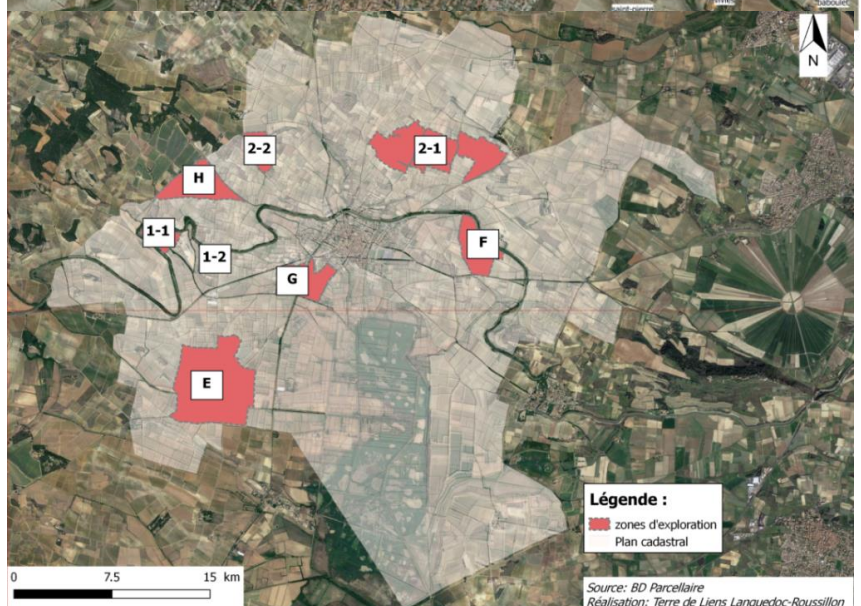 N
2-2
2-1
H
1-1
1-2
F
G
E
Légende :
zones d'exploration
Plan cadastral
0 7.5 15 km
Source: BD Parcellaire
Réalisation: Terre de Liens Languedoc-Roussillon